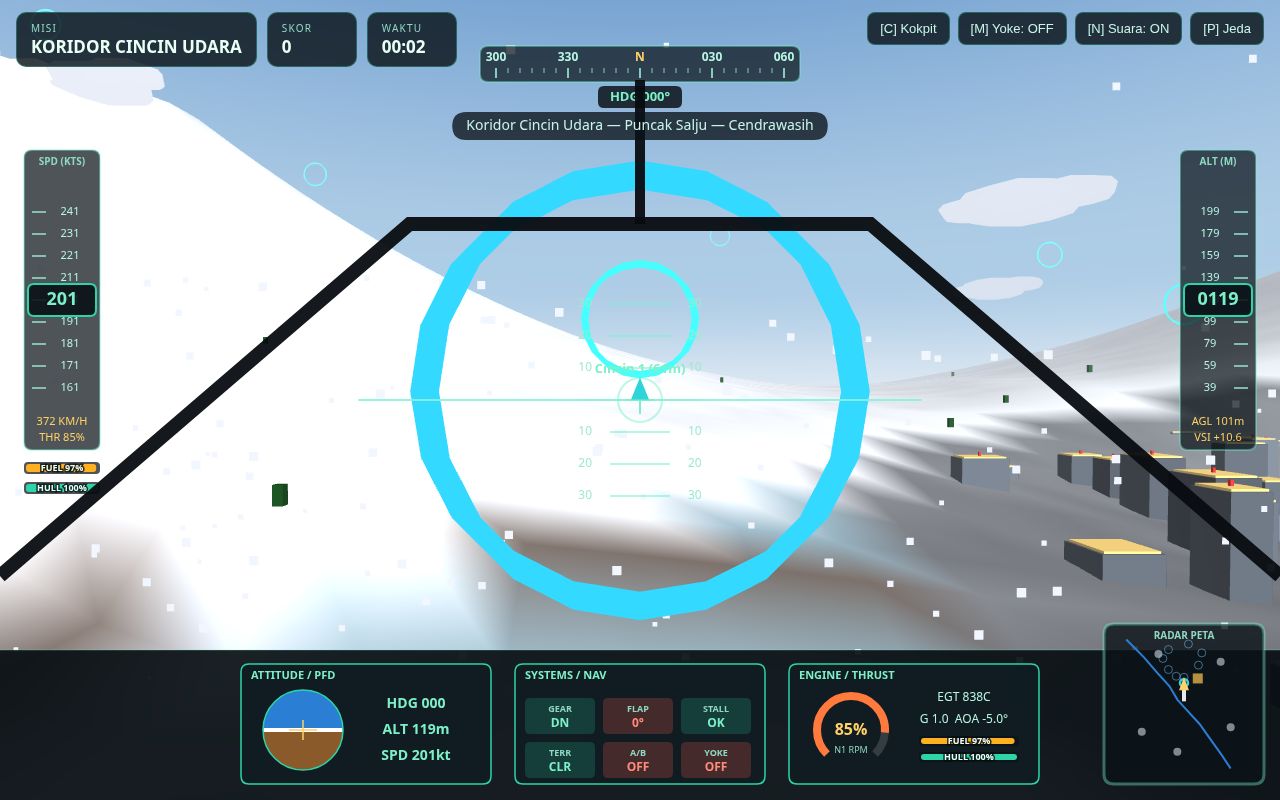 MISI
KORIDOR CINCIN UDARA
SKOR
0
WAKTU
00:02
[C] Kokpit
[M] Yoke: OFF
[N] Suara: ON
[P] Jeda
300 330 N 030 060
HDG 000°
Koridor Cincin Udara — Puncak Salju — Cendrawasih
SPD (KTS)
241
231
221
211
201
191
181
171
161
372 KM/H
THR 85%
FUEL 97%
HULL 100%
ALT (M)
199
179
159
139
0119
99
79
59
39
AGL 101m
VSI +10.6
10 10
10 10
20 20
30 30
ATTITUDE / PFD
HDG 000
ALT 119m
SPD 201kt
SYSTEMS / NAV
GEAR
DN
FLAP
0°
STALL
OK
TERR
CLR
A/B
OFF
YOKE
OFF
ENGINE / THRUST
85%
N1 RPM
EGT 838C
G 1.0 AOA -5.0°
FUEL 97%
HULL 100%
RADAR PETA